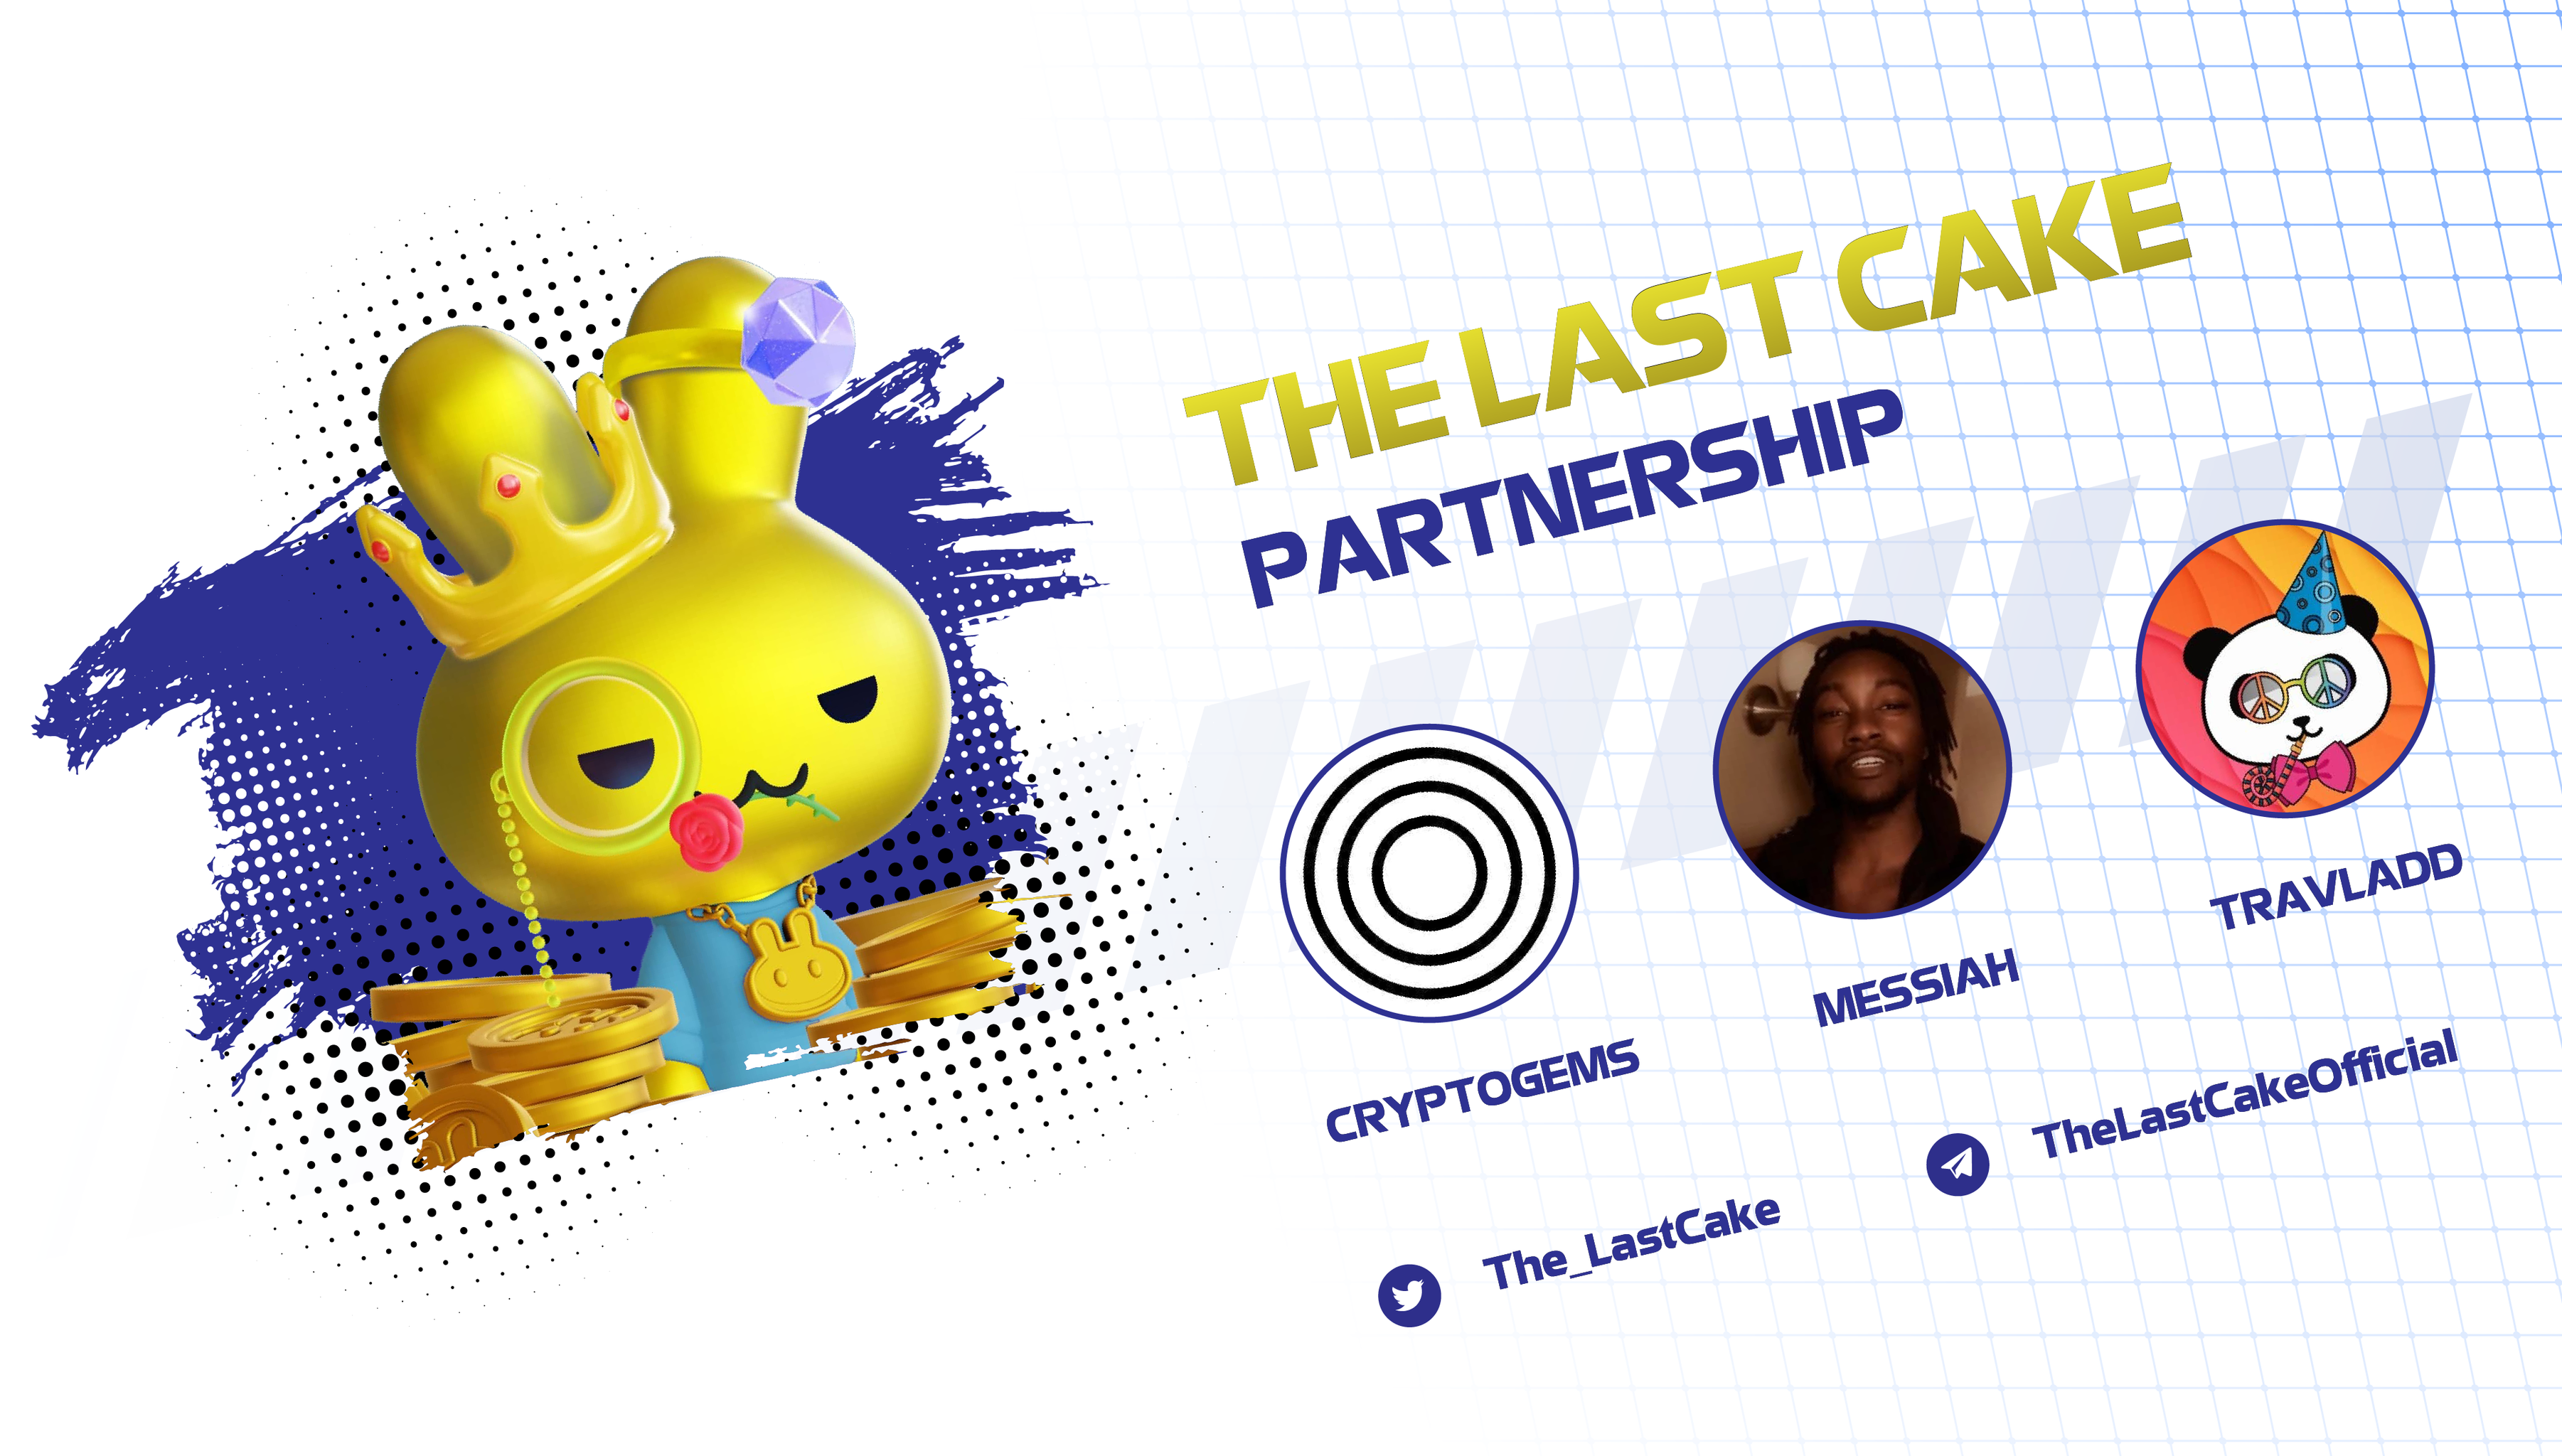 THE LAST CAKE
PARTNERSHIP
CRYPTOGEMS
MESSIAH
TRAVLADD
The_LastCake
TheLastCakeOfficial